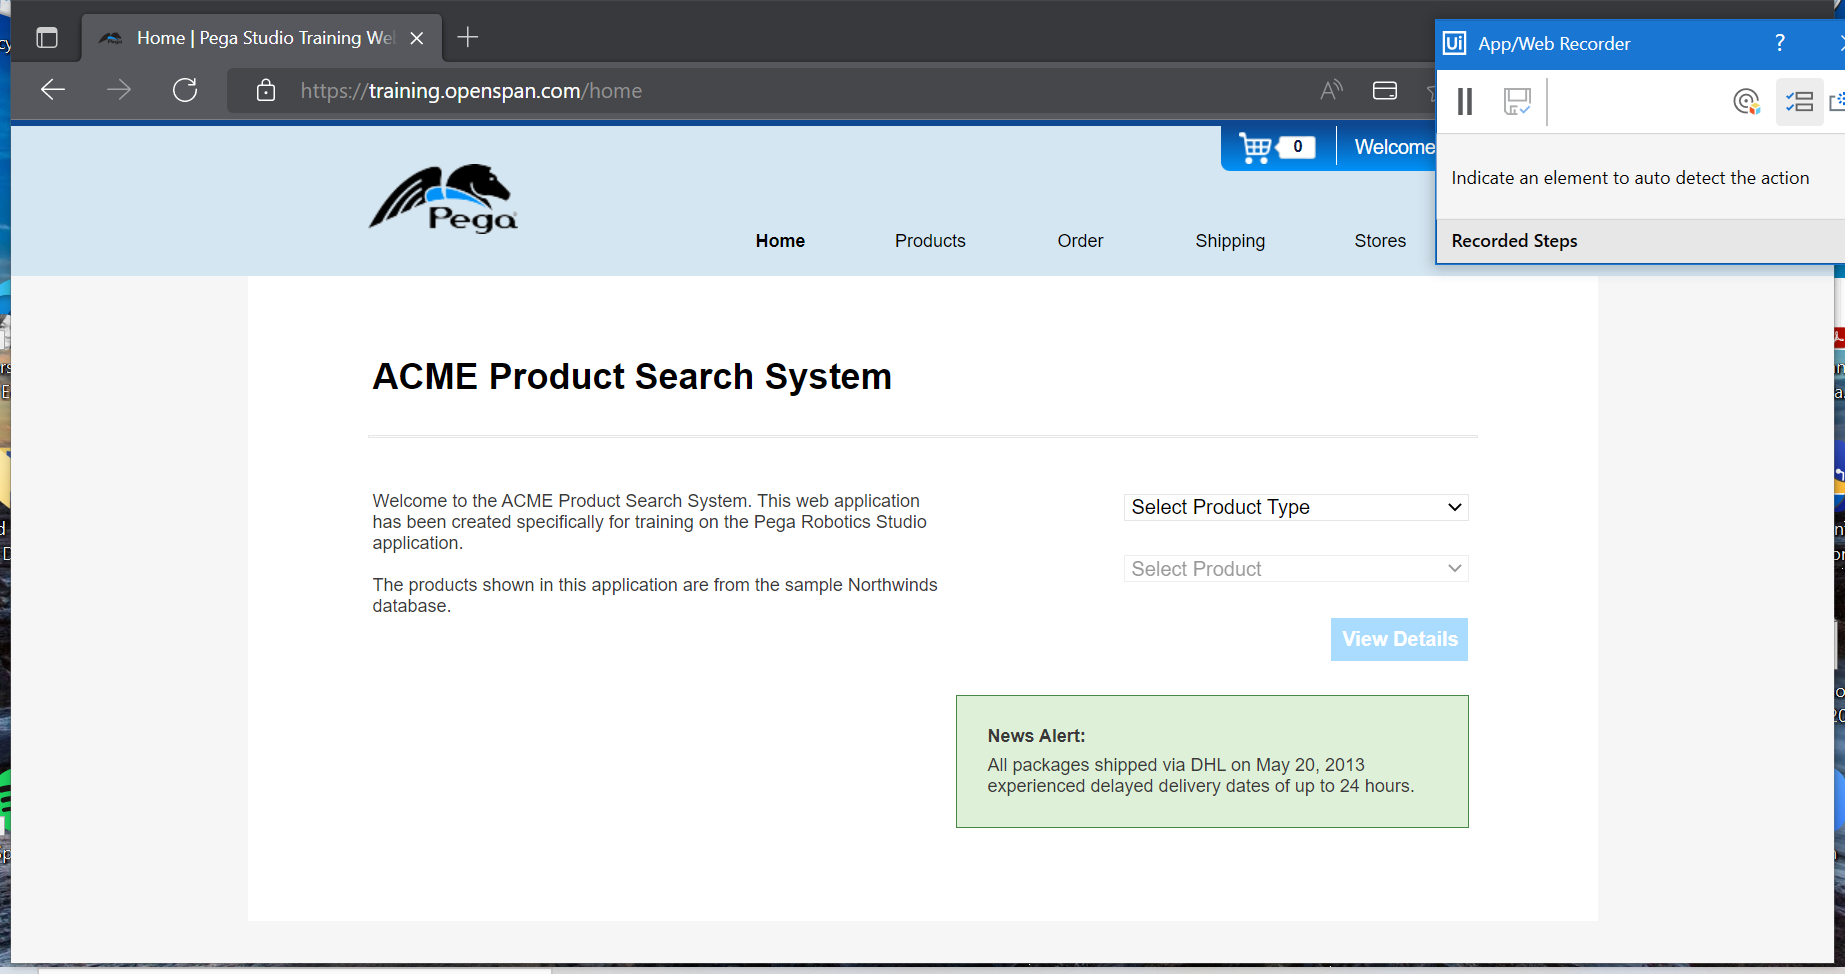 Home | Pega Studio Training We
https://training.openspan.com/home
Ui App/Web Recorder ?
0 Welcome
Indicate an element to auto detect the action
Recorded Steps
Pega
Home Products Order Shipping Stores
ACME Product Search System
Welcome to the ACME Product Search System. This web application
has been created specifically for training on the Pega Robotics Studio
application.
The products shown in this application are from the sample Northwinds
database.
Select Product Type
Select Product
View Details
News Alert:
All packages shipped via DHL on May 20, 2013
experienced delayed delivery dates of up to 24 hours.